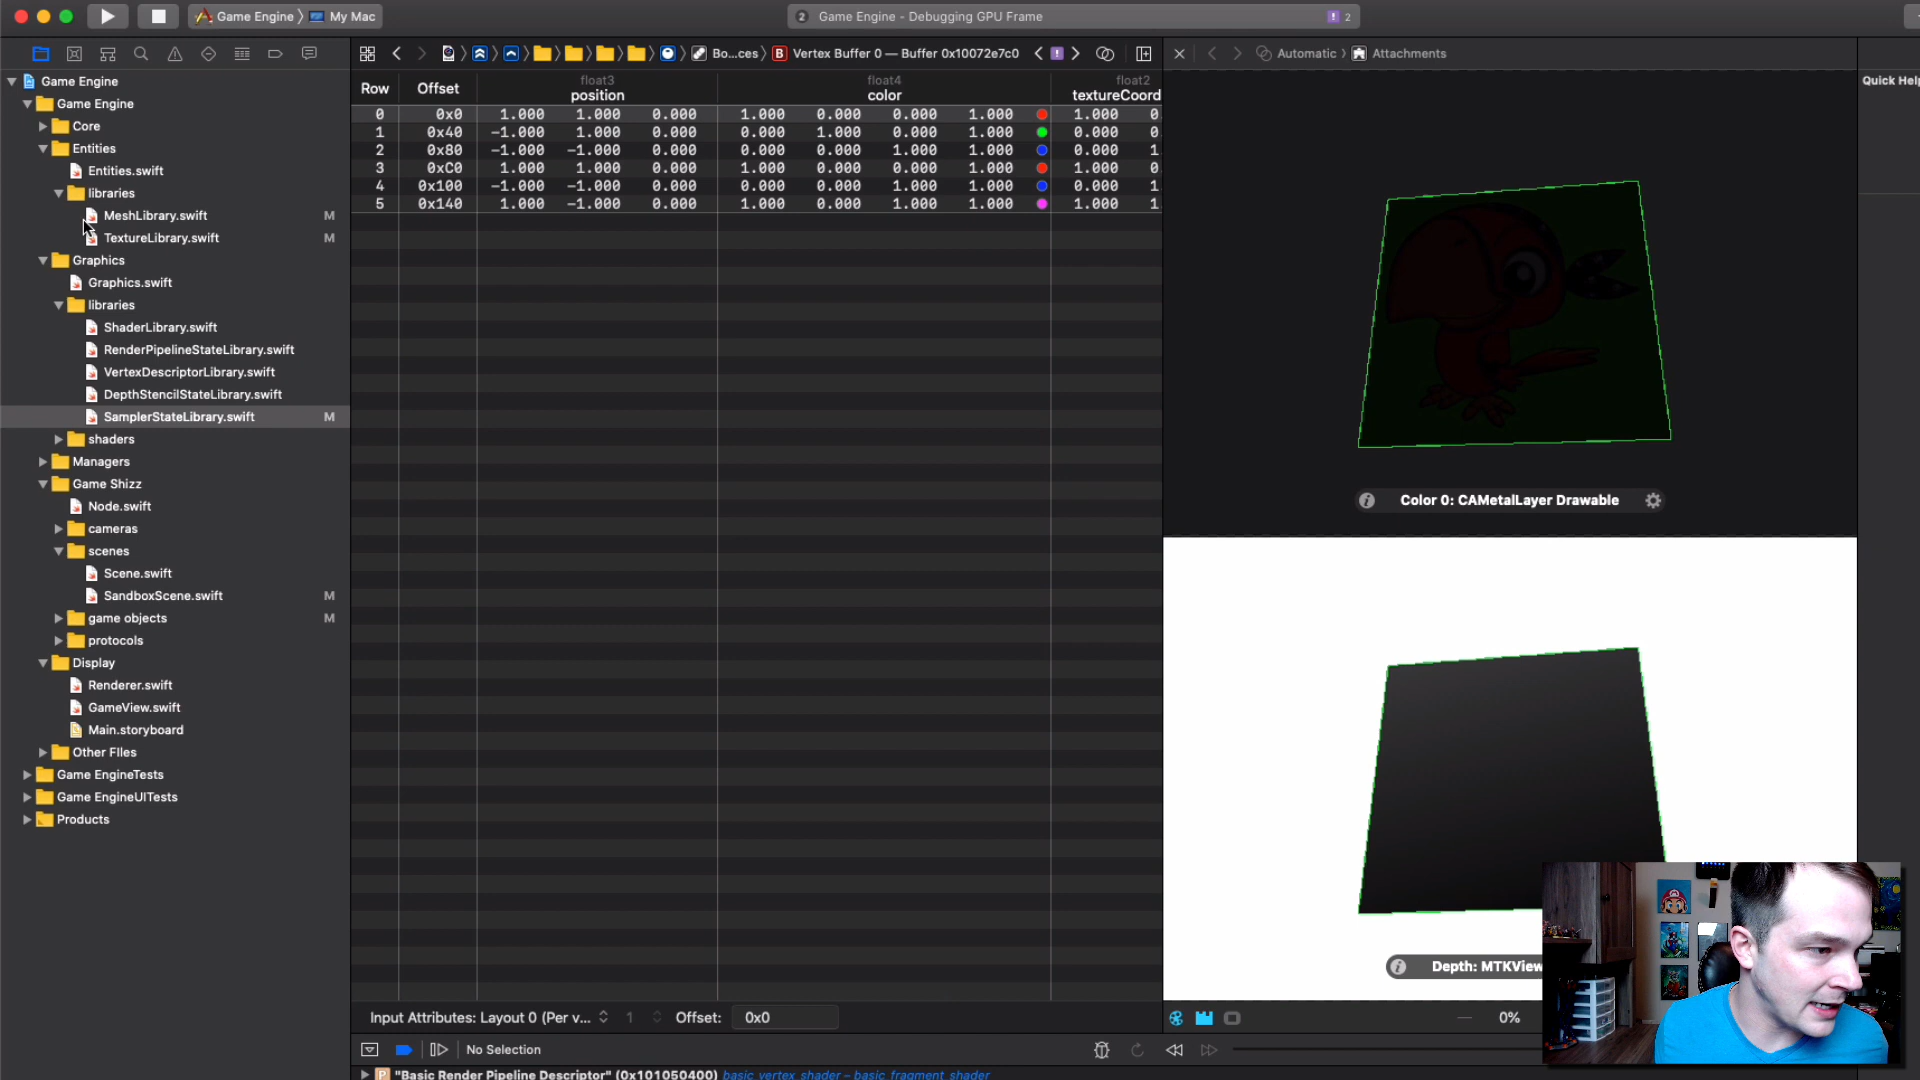 Game Engine 〉 My Mac
2 Game Engine - Debugging GPU Frame 2
Bo...ces 〉 B Vertex Buffer 0 — Buffer 0x10072e7c0
Automatic 〉 Attachments
Quick Help
Game Engine
Game Engine
Core
Entities
Entities.swift
libraries
MeshLibrary.swift M
TextureLibrary.swift M
Graphics
Graphics.swift
libraries
ShaderLibrary.swift
RenderPipelineStateLibrary.swift
VertexDescriptorLibrary.swift
DepthStencilStateLibrary.swift
SamplerStateLibrary.swift M
shaders
Managers
Game Shizz
Node.swift
cameras
scenes
Scene.swift
SandboxScene.swift M
game objects M
protocols
Display
Renderer.swift
GameView.swift
Main.storyboard
Other FIles
Game EngineTests
Game EngineUITests
Products
float3 float4 float2
Row Offset position color textureCoord
0 0x0 1.000 1.000 0.000 1.000 0.000 0.000 1.000 1.000 0
1 0x40 −1.000 1.000 0.000 0.000 1.000 0.000 1.000 0.000 0
2 0x80 −1.000 −1.000 0.000 0.000 0.000 1.000 1.000 0.000 1
3 0xC0 1.000 1.000 0.000 1.000 0.000 0.000 1.000 1.000 0
4 0x100 −1.000 −1.000 0.000 0.000 0.000 1.000 1.000 0.000 1
5 0x140 1.000 −1.000 0.000 1.000 0.000 1.000 1.000 1.000 1
Color 0: CAMetalLayer Drawable
Depth: MTKView
Input Attributes: Layout 0 (Per v... 1 Offset: 0x0
0%
No Selection
P "Basic Render Pipeline Descriptor" (0x101050400) basic_vertex_shader – basic_fragment_shader